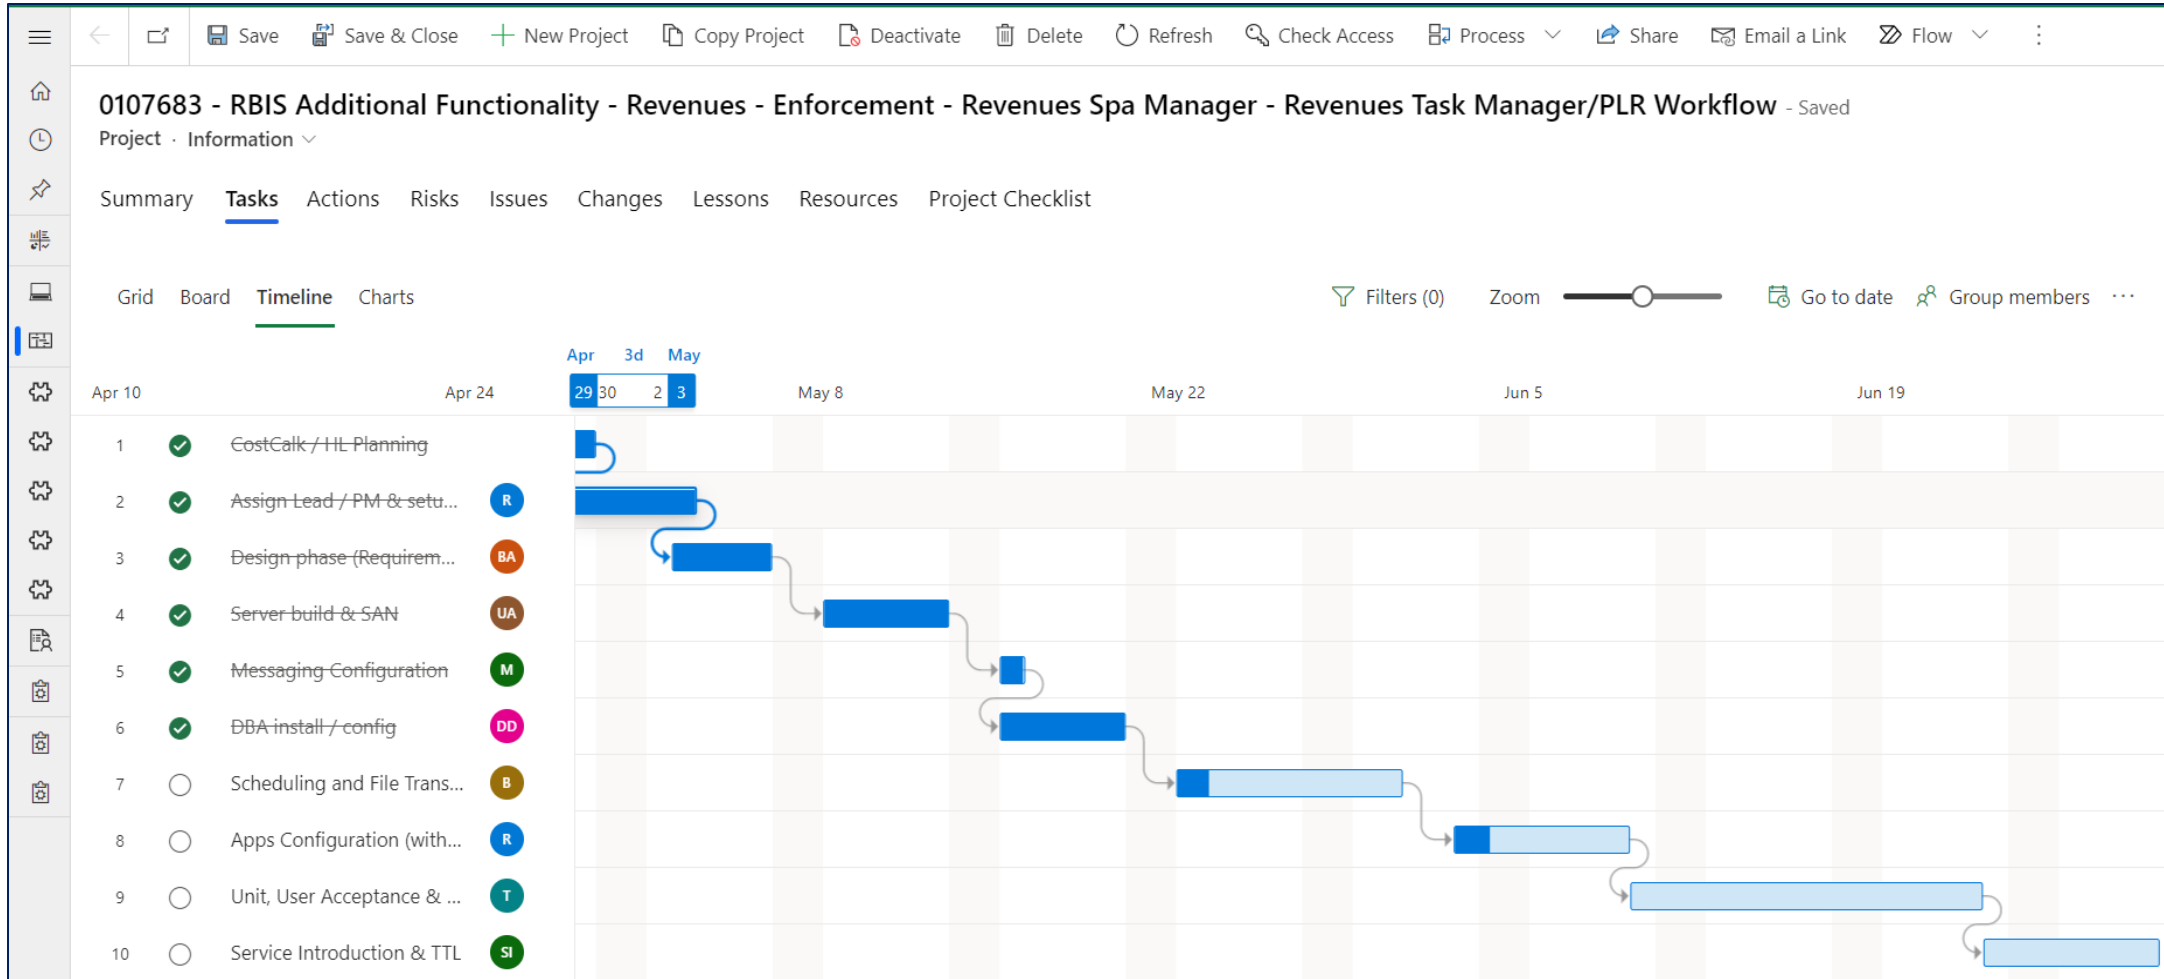 Save Save & Close New Project Copy Project Deactivate Delete Refresh Check Access Process Share Email a Link Flow
0107683 - RBIS Additional Functionality - Revenues - Enforcement - Revenues Spa Manager - Revenues Task Manager/PLR Workflow - Saved
Project · Information
Summary Tasks Actions Risks Issues Changes Lessons Resources Project Checklist
Grid Board Timeline Charts Filters (0) Zoom Go to date Group members ...
Apr 3d May
Apr 10 Apr 24 29 30 2 3 May 8 May 22 Jun 5 Jun 19
1 CostCalk / HL Planning
2 Assign Lead / PM & setu... R
3 Design phase (Requirem... BA
4 Server build & SAN UA
5 Messaging Configuration M
6 DBA install / config DD
7 Scheduling and File Trans... B
8 Apps Configuration (with... R
9 Unit, User Acceptance & ... T
10 Service Introduction & TTL SI